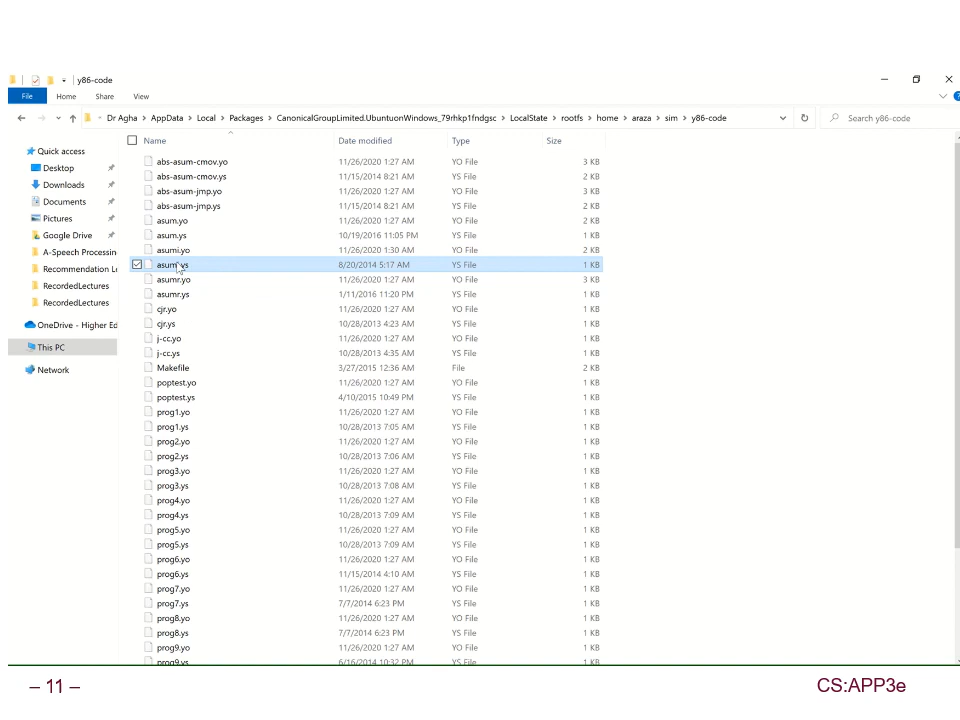 y86-code
File Home Share View
Dr Agha AppData Local Packages CanonicalGroupLimited.UbuntuonWindows_79rhkp1fndgsc LocalState rootfs home araza sim y86-code Search y86-code
Name Date modified Type Size
Quick access
Desktop
Downloads
Documents
Pictures
Google Drive
A-Speech Processin
Recommendation Le
RecordedLectures
RecordedLectures
OneDrive - Higher Ed
This PC
Network
abs-asum-cmov.yo 11/26/2020 1:27 AM YO File 3 KB
abs-asum-cmov.ys 11/15/2014 8:21 AM YS File 2 KB
abs-asum-jmp.yo 11/26/2020 1:27 AM YO File 3 KB
abs-asum-jmp.ys 11/15/2014 8:21 AM YS File 2 KB
asum.yo 11/26/2020 1:27 AM YO File 3 KB
asum.ys 10/19/2016 11:05 PM YS File 1 KB
asumi.yo 11/26/2020 1:30 AM YO File 2 KB
asumi.ys 8/20/2014 5:17 AM YS File 1 KB
asumr.yo 11/26/2020 1:27 AM YO File 3 KB
asumr.ys 1/11/2016 11:20 PM YS File 1 KB
cjr.yo 11/26/2020 1:27 AM YO File 1 KB
cjr.ys 10/28/2013 4:23 AM YS File 1 KB
j-cc.yo 11/26/2020 1:27 AM YO File 1 KB
j-cc.ys 10/28/2013 4:35 AM YS File 1 KB
Makefile 3/27/2015 12:36 AM File 2 KB
poptest.yo 11/26/2020 1:27 AM YO File 1 KB
poptest.ys 4/10/2015 10:49 PM YS File 1 KB
prog1.yo 11/26/2020 1:27 AM YO File 1 KB
prog1.ys 10/28/2013 7:05 AM YS File 1 KB
prog2.yo 11/26/2020 1:27 AM YO File 1 KB
prog2.ys 10/28/2013 7:06 AM YS File 1 KB
prog3.yo 11/26/2020 1:27 AM YO File 1 KB
prog3.ys 10/28/2013 7:08 AM YS File 1 KB
prog4.yo 11/26/2020 1:27 AM YO File 1 KB
prog4.ys 10/28/2013 7:09 AM YS File 1 KB
prog5.yo 11/26/2020 1:27 AM YO File 1 KB
prog5.ys 10/28/2013 7:09 AM YS File 1 KB
prog6.yo 11/26/2020 1:27 AM YO File 1 KB
prog6.ys 11/15/2014 4:10 AM YS File 1 KB
prog7.yo 11/26/2020 1:27 AM YO File 1 KB
prog7.ys 7/7/2014 6:23 PM YS File 1 KB
prog8.yo 11/26/2020 1:27 AM YO File 1 KB
prog8.ys 7/7/2014 6:23 PM YS File 1 KB
prog9.yo 11/26/2020 1:27 AM YO File 1 KB
prog9.ys 6/16/2014 10:32 PM YS File 1 KB
– 11 –
CS:APP3e